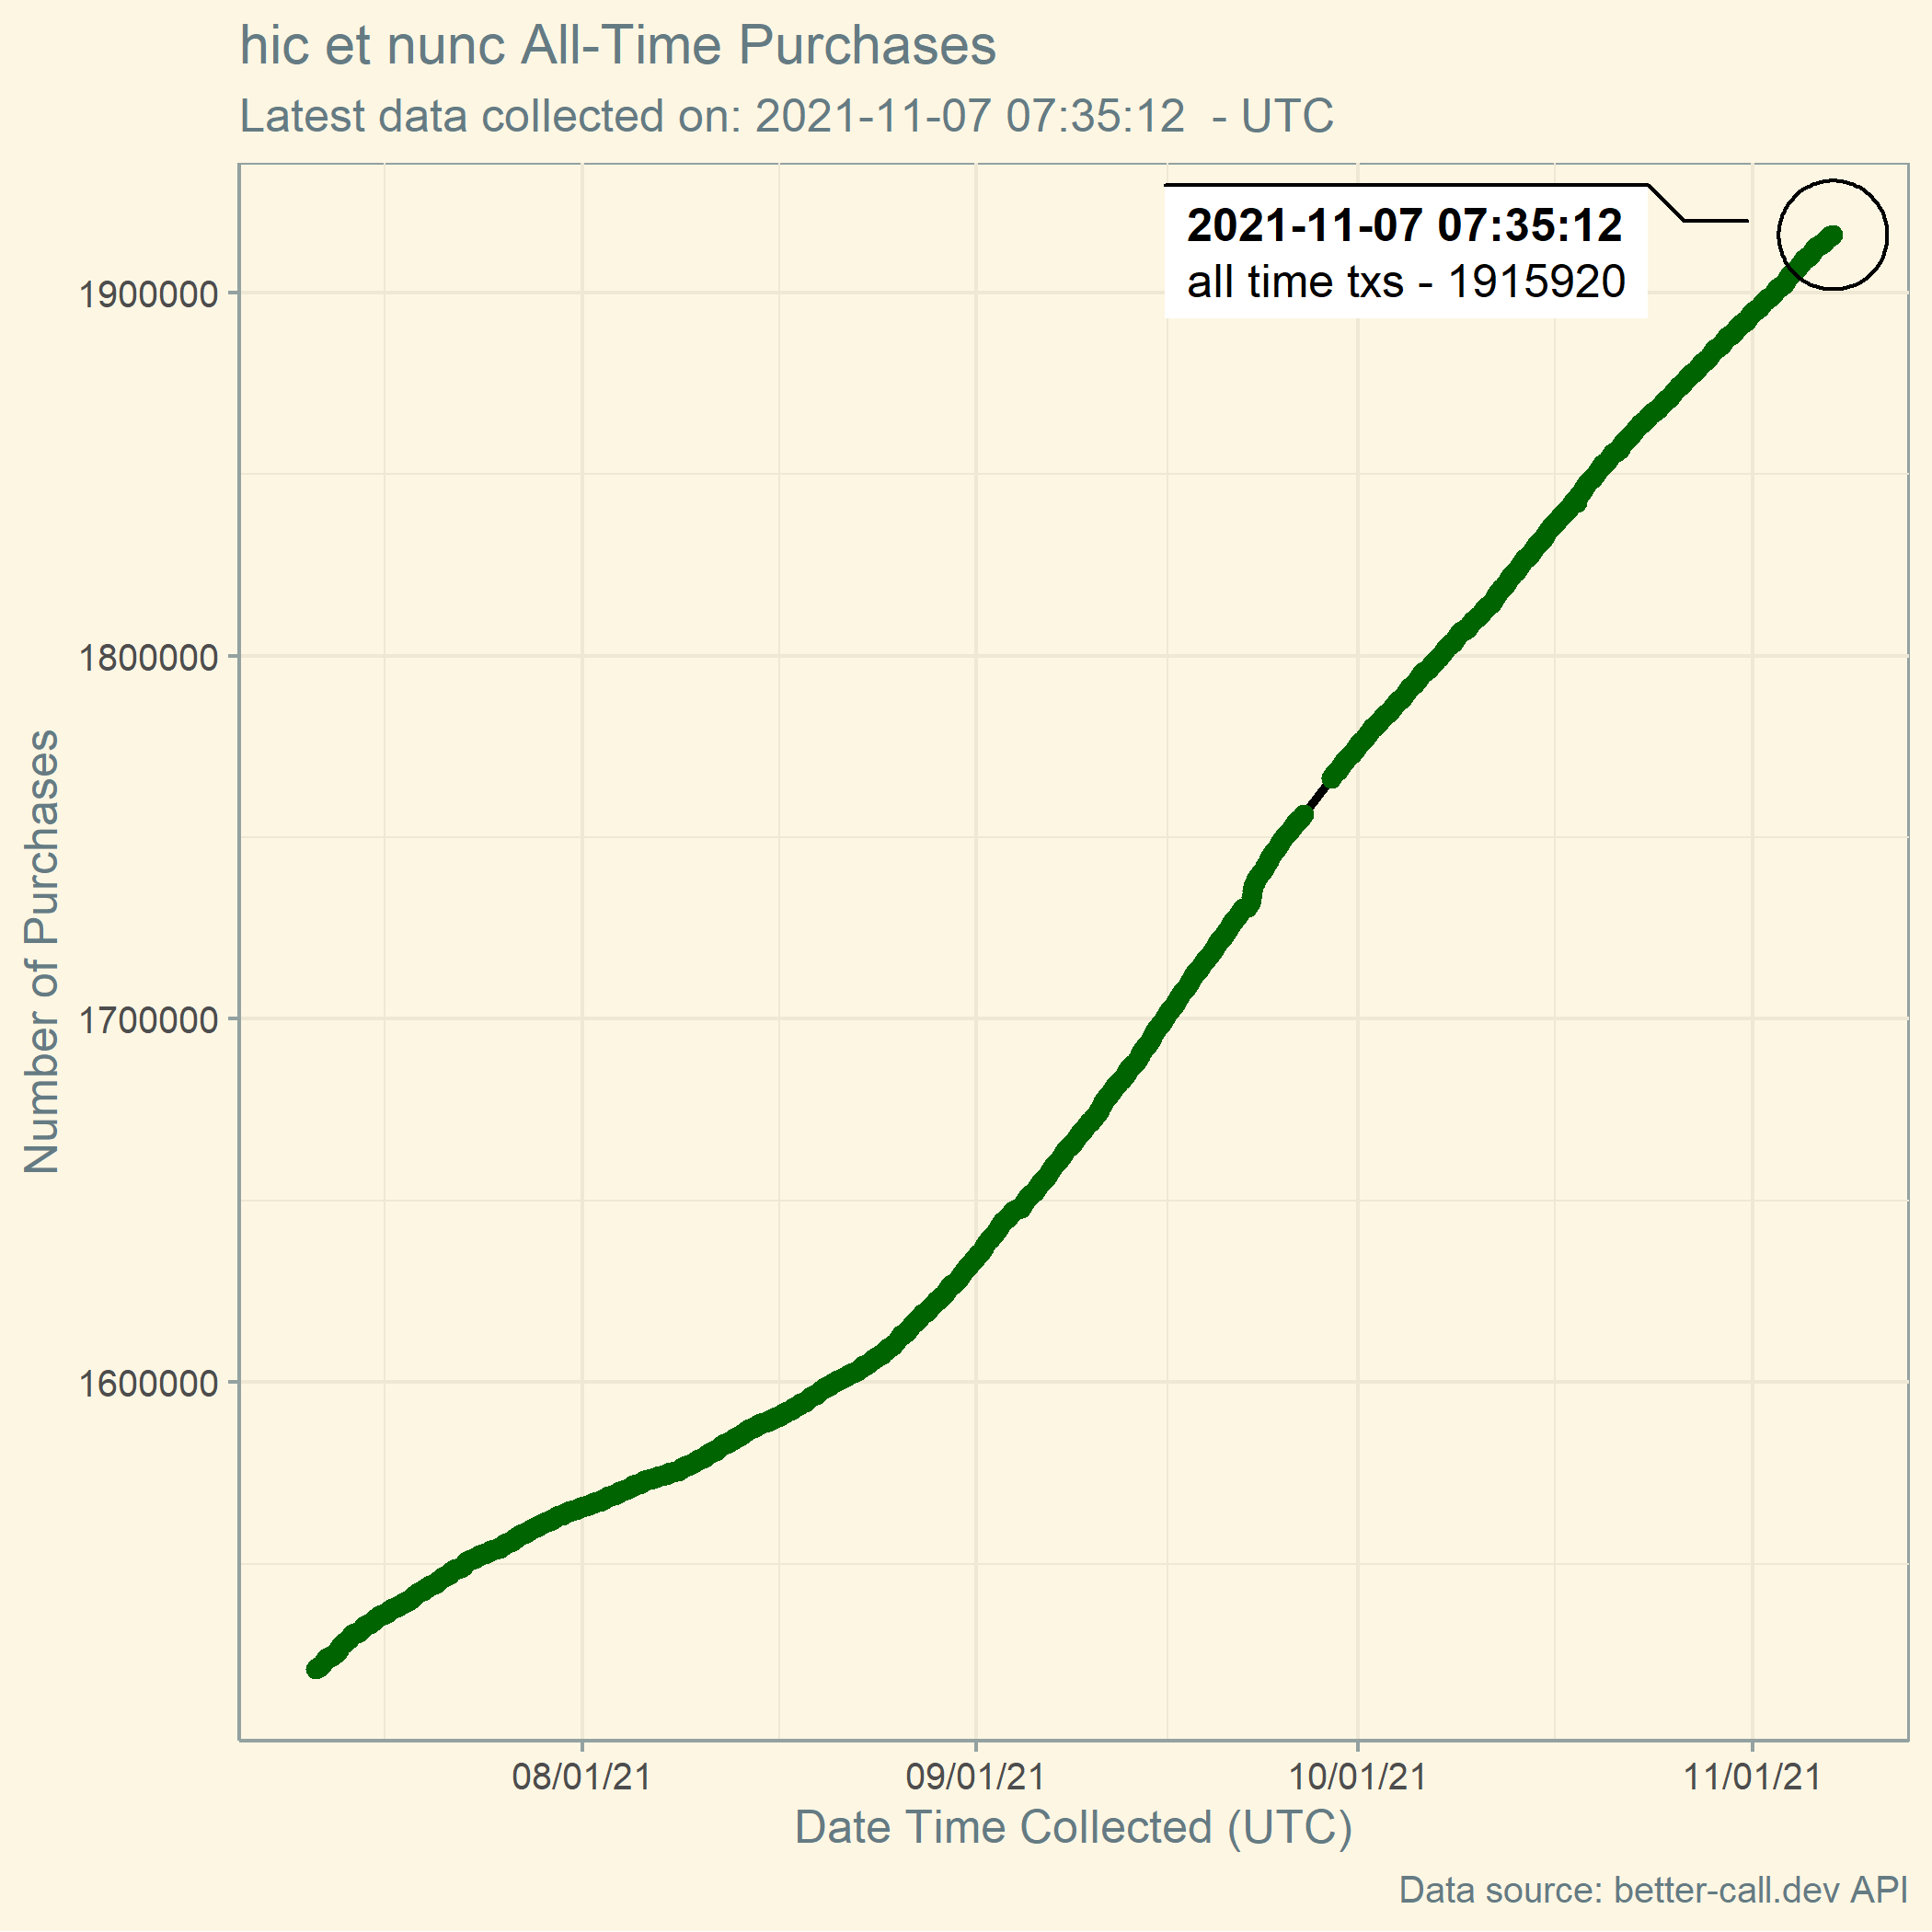 hic et nunc All-Time Purchases
Latest data collected on: 2021-11-07 07:35:12  - UTC
2021-11-07 07:35:12
all time txs - 1915920
1900000
1800000
1700000
1600000
Number of Purchases
08/01/21
09/01/21
10/01/21
11/01/21
Date Time Collected (UTC)
Data source: better-call.dev API